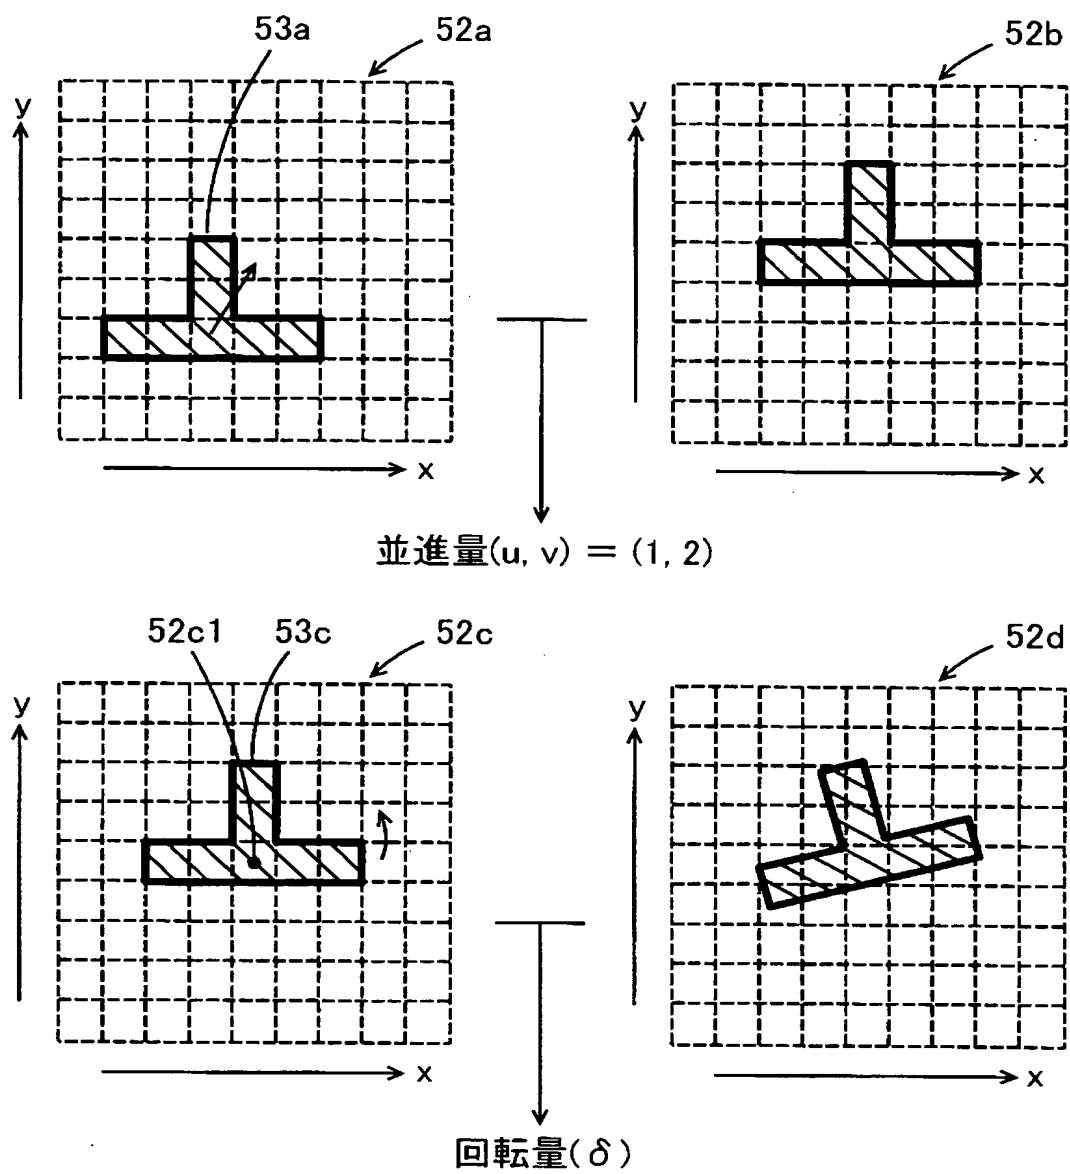 53a 52a 52b
y y
x x
並進量(u, v) = (1, 2)
52c1 53c 52c 52d
y y
x x
回転量(δ)